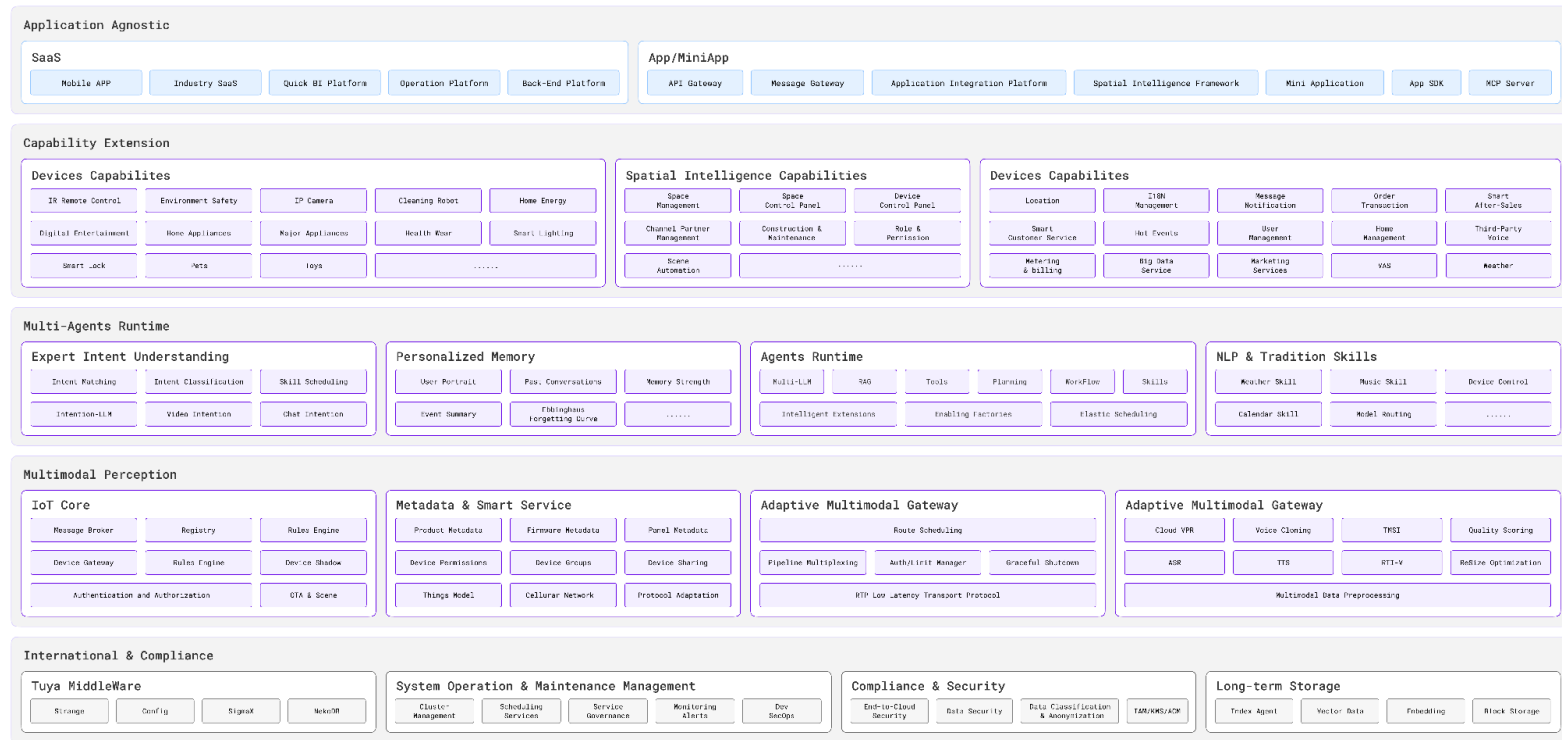 Application Agnostic
SaaS
Mobile APP
Industry SaaS
Quick BI Platform
Operation Platform
Back-End Platform
App/MiniApp
API Gateway
Message Gateway
Application Integration Platform
Spatial Intelligence Framework
Mini Application
App SDK
MCP Server
Capability Extension
Devices Capabilites
IR Remote Control
Environment Safety
IP Camera
Cleaning Robot
Home Energy
Digital Entertainment
Home Appliances
Major Appliances
Health Wear
Smart Lighting
Smart Lock
Pets
Toys
......
Spatial Intelligence Capabilities
Space
Management
Space
Control Panel
Device
Control Panel
Channel Partner
Management
Construction &
Maintenance
Role &
Permission
Scene
Automation
......
Devices Capabilites
Location
I18N
Management
Message
Notification
Order
Transaction
Smart
After-Sales
Smart
Customer Service
Hot Events
User
Management
Home
Management
Third-Party
Voice
Metering
& billing
Big Data
Service
Marketing
Services
VAS
Weather
Multi-Agents Runtime
Expert Intent Understanding
Intent Matching
Intent Classification
Skill Scheduling
Intention-LLM
Video Intention
Chat Intention
Personalized Memory
User Portrait
Past Conversations
Memory Strength
Event Summary
Ebbinghaus
Forgetting Curve
......
Agents Runtime
Multi-LLM
RAG
Tools
Planning
WorkFlow
Skills
Intelligent Extensions
Enabling Factories
Elastic Scheduling
NLP & Tradition Skills
Weather Skill
Music Skill
Device Control
Calendar Skill
Model Routing
......
Multimodal Perception
IoT Core
Message Broker
Registry
Rules Engine
Device Gateway
Rules Engine
Device Shadow
Authentication and Authorization
OTA & Scene
Metadata & Smart Service
Product Metadata
Firmware Metadata
Panel Metadata
Device Permissions
Device Groups
Device Sharing
Things Model
Cellurar Network
Protocol Adaptation
Adaptive Multimodal Gateway
Route Scheduling
Pipeline Multiplexing
Auth/Limit Manager
Graceful Shutdown
RTP Low Latency Transport Protocol
Adaptive Multimodal Gateway
Cloud VPR
Voice Cloning
TMSI
Quality Scoring
ASR
TTS
RTI-V
ReSize Optimization
Multimodal Data Preprocessing
International & Compliance
Tuya MiddleWare
Strange
Config
SigmaX
NekoDB
System Operation & Maintenance Management
Cluster
Management
Scheduling
Services
Service
Governance
Monitoring
Alerts
Dev
SecOps
Compliance & Security
End-to-Cloud
Security
Data Security
Data Classification
& Anonymization
IAM/KMS/ACM
Long-term Storage
Index Agent
Vector Data
Embedding
Block Storage